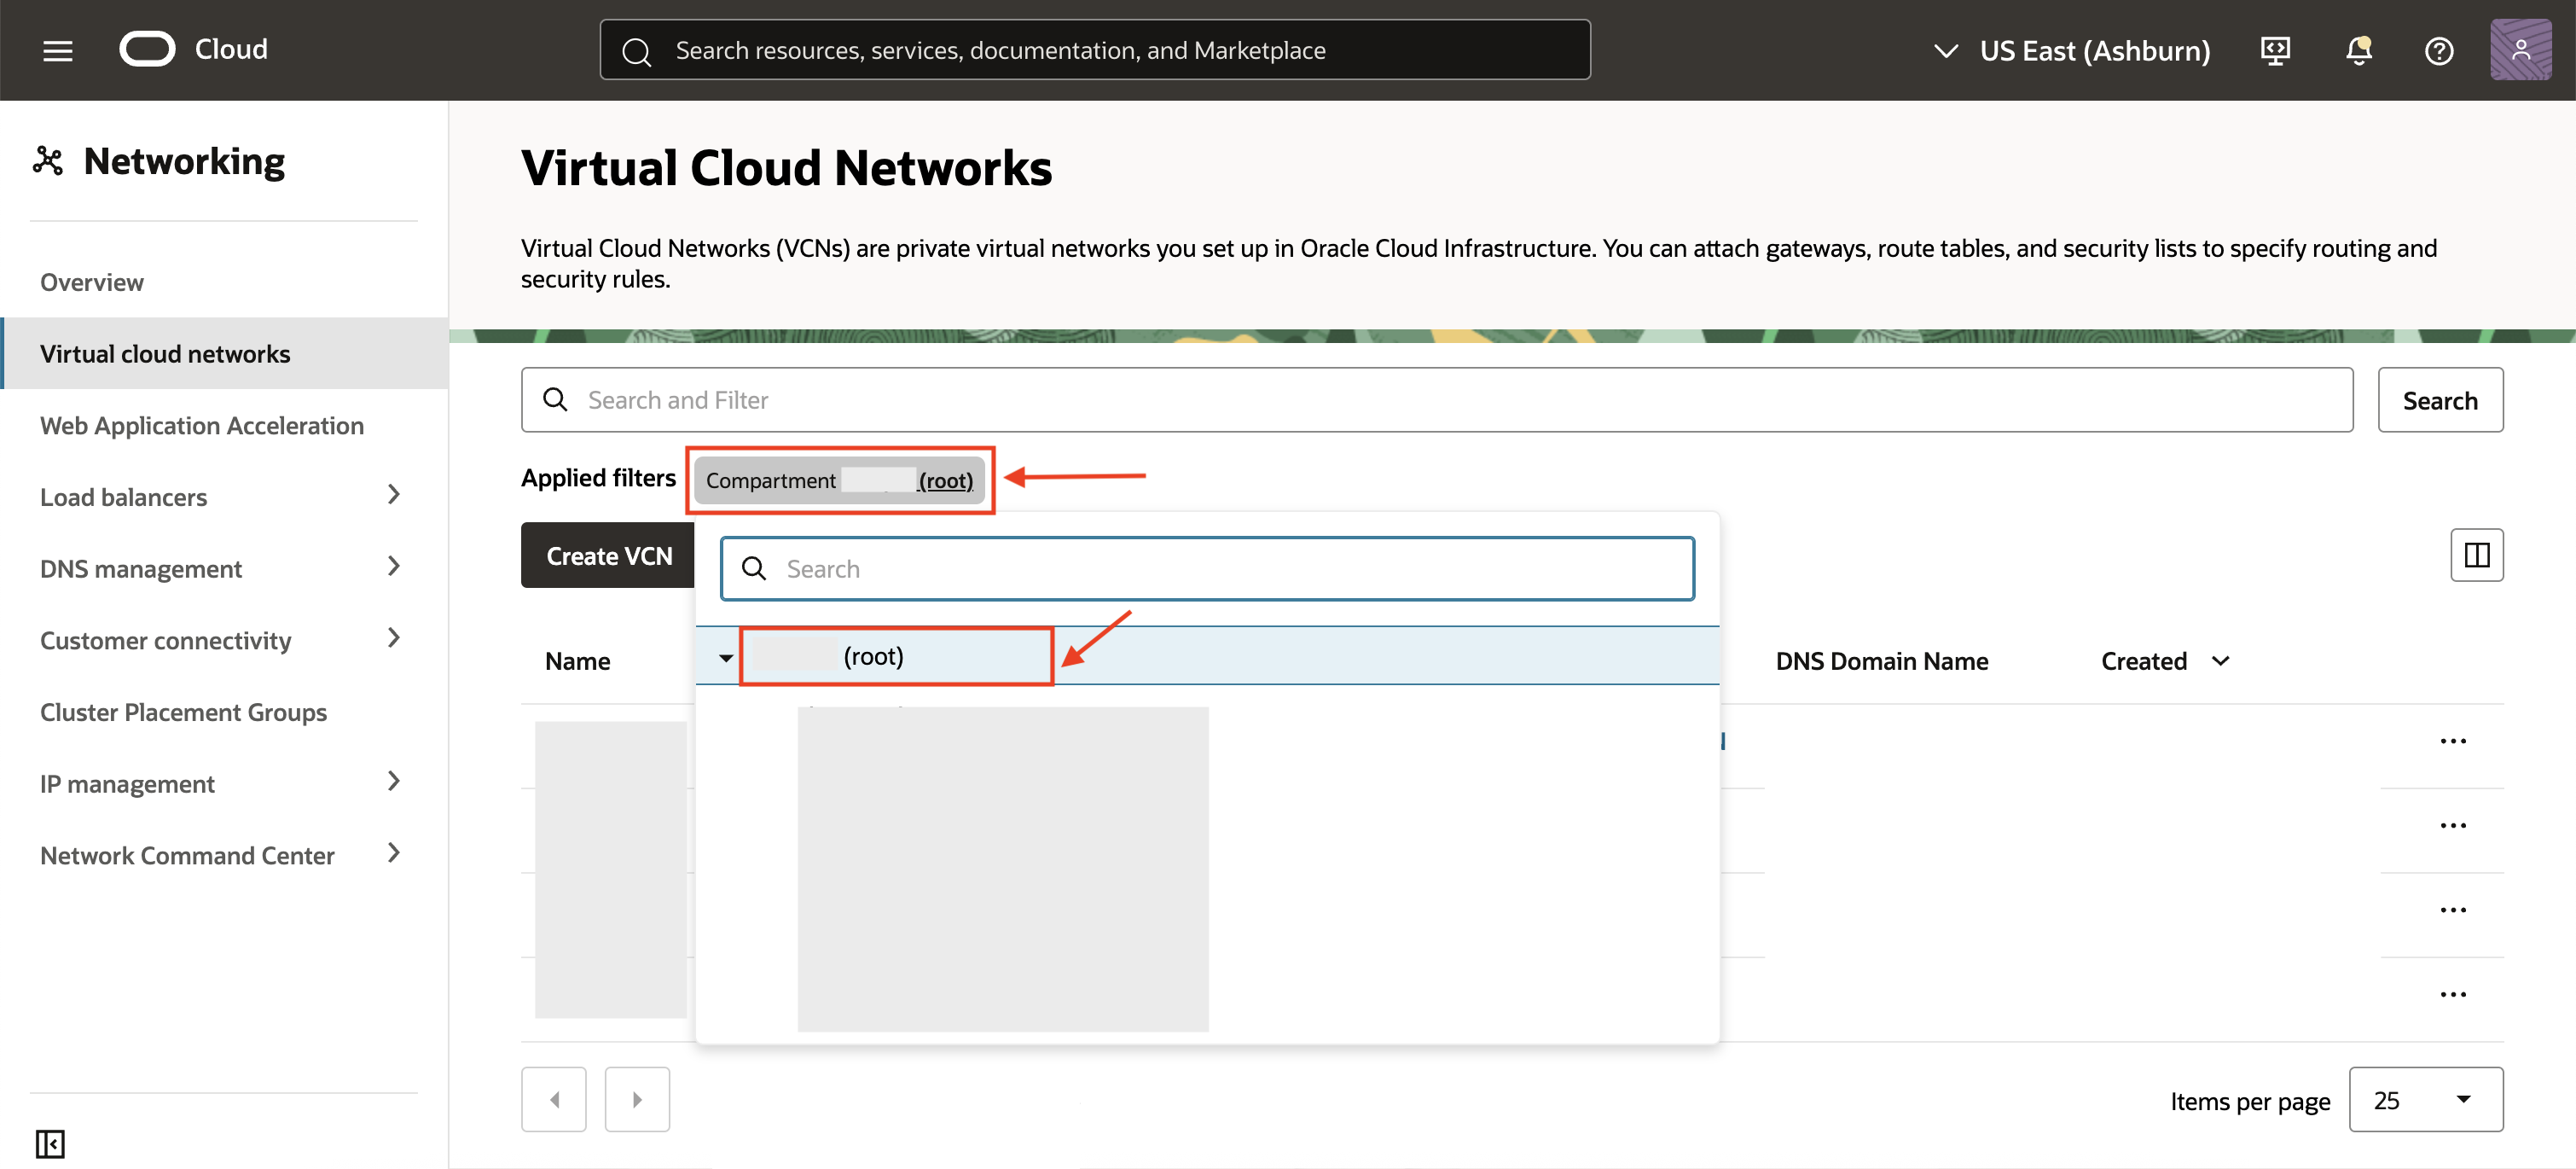 Cloud
Search resources, services, documentation, and Marketplace
US East (Ashburn)
Networking
Overview
Virtual cloud networks
Web Application Acceleration
Load balancers
DNS management
Customer connectivity
Cluster Placement Groups
IP management
Network Command Center
Virtual Cloud Networks
Virtual Cloud Networks (VCNs) are private virtual networks you set up in Oracle Cloud Infrastructure. You can attach gateways, route tables, and security lists to specify routing and
security rules.
Search and Filter
Search
Applied filters
Compartment (root)
Create VCN
Search
(root)
Name
DNS Domain Name
Created
Items per page
25